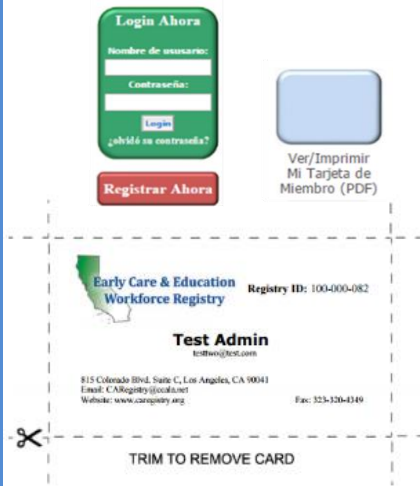 Login Ahora
Nombre de ususario:
Contraseña:
Login
¿olvidó su contraseña?
Registrar Ahora
Ver/Imprimir
Mi Tarjeta de
Miembro (PDF)
Early Care & Education
Workforce Registry
Registry ID: 100-000-082
Test Admin
testtwo@test.com
815 Colorado Blvd. Suite C, Los Angeles, CA 90041
Email: CARegistry@ccala.net
Website: www.caregistry.org
Fax: 323-320-4349
TRIM TO REMOVE CARD